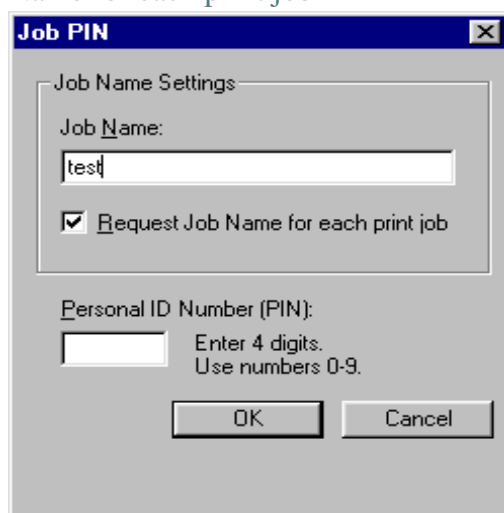 Job PIN
Job Name Settings
Job Name:
test
Request Job Name for each print job
Personal ID Number (PIN):
Enter 4 digits.
Use numbers 0-9.
OK Cancel